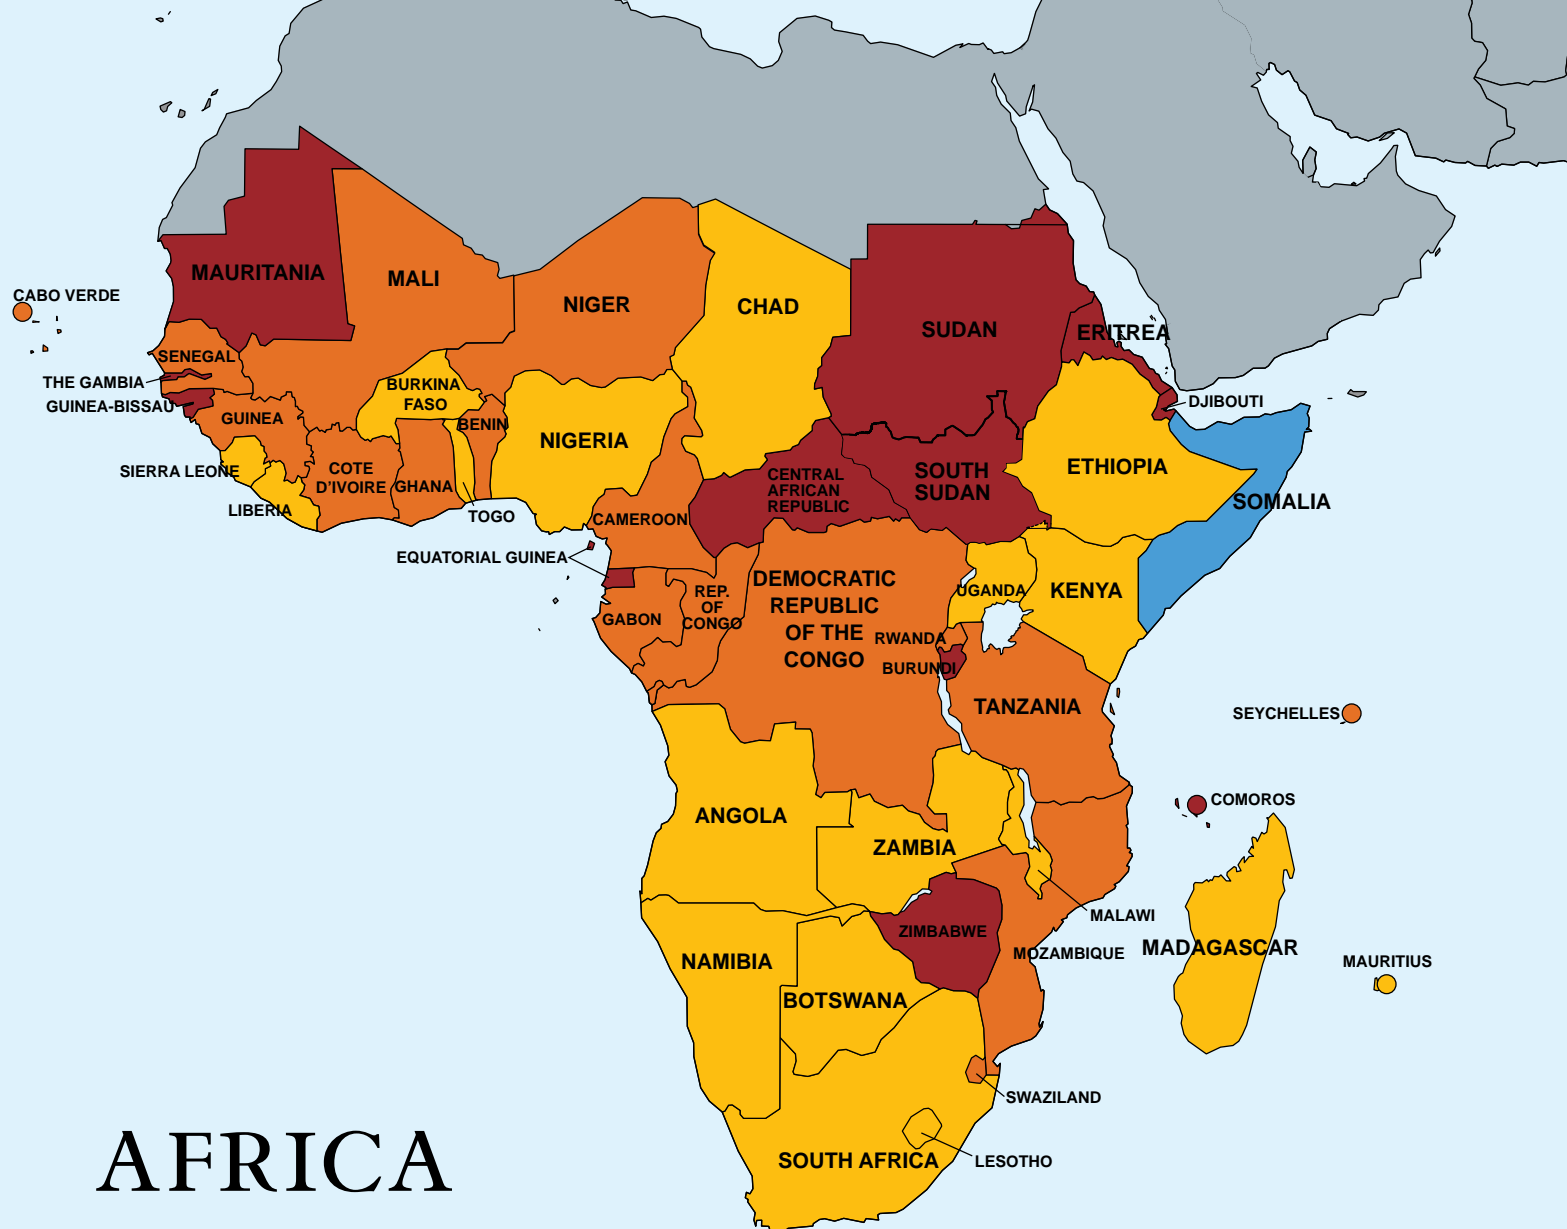 MAURITANIA
MALI
NIGER
CHAD
SUDAN
ERITREA
CABO VERDE
SENEGAL
THE GAMBIA
GUINEA-BISSAU
GUINEA
BURKINA
FASO
BENIN
NIGERIA
DJIBOUTI
ETHIOPIA
SOMALIA
SOUTH
SUDAN
CENTRAL
AFRICAN
REPUBLIC
SIERRA LEONE
LIBERIA
COTE
D'IVOIRE
GHANA
TOGO
CAMEROON
EQUATORIAL GUINEA
GABON
REP.
OF
CONGO
DEMOCRATIC
REPUBLIC
OF THE
CONGO
UGANDA
KENYA
RWANDA
BURUNDI
TANZANIA
SEYCHELLES
COMOROS
ANGOLA
ZAMBIA
MALAWI
MOZAMBIQUE
MADAGASCAR
MAURITIUS
ZIMBABWE
NAMIBIA
BOTSWANA
SWAZILAND
LESOTHO
SOUTH AFRICA
AFRICA